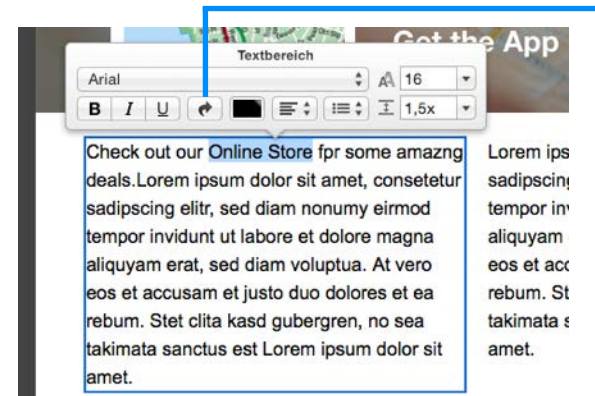 Get the App
Textbereich
Arial
16
B I U
1,5x
Check out our Online Store fpr some amazng
deals.Lorem ipsum dolor sit amet, consetetur
sadipscing elitr, sed diam nonumy eirmod
tempor invidunt ut labore et dolore magna
aliquyam erat, sed diam voluptua. At vero
eos et accusam et justo duo dolores et ea
rebum. Stet clita kasd gubergren, no sea
takimata sanctus est Lorem ipsum dolor sit
amet.
Lorem ips
sadipscing
tempor inv
aliquyam
eos et acc
rebum. St
takimata s
amet.